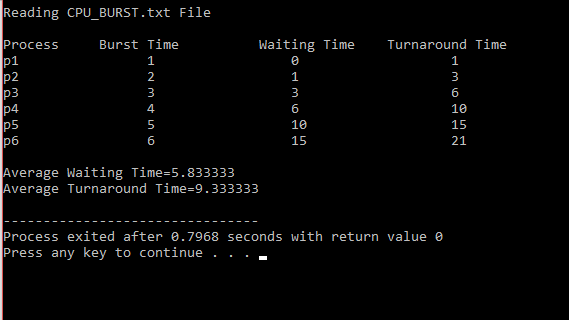 Reading CPU_BURST.txt File
Process Burst Time Waiting Time Turnaround Time
p1 1 0 1
p2 2 1 3
p3 3 3 6
p4 4 6 10
p5 5 10 15
p6 6 15 21
Average Waiting Time=5.833333
Average Turnaround Time=9.333333
--------------------------------
Process exited after 0.7968 seconds with return value 0
Press any key to continue . . .